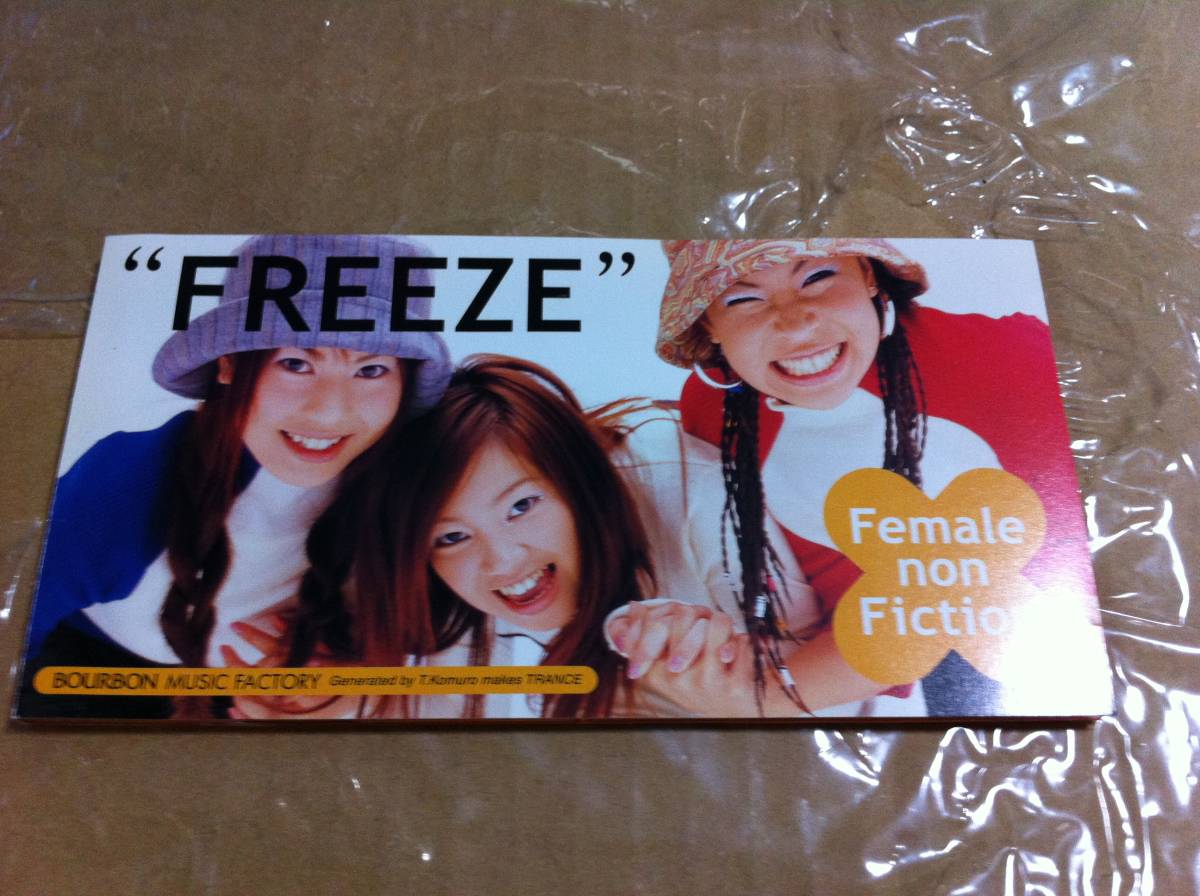 “FREEZE”
Female
non
Fictio
BOURBON MUSIC FACTORY Generated by T.Komuro makes TRANCE